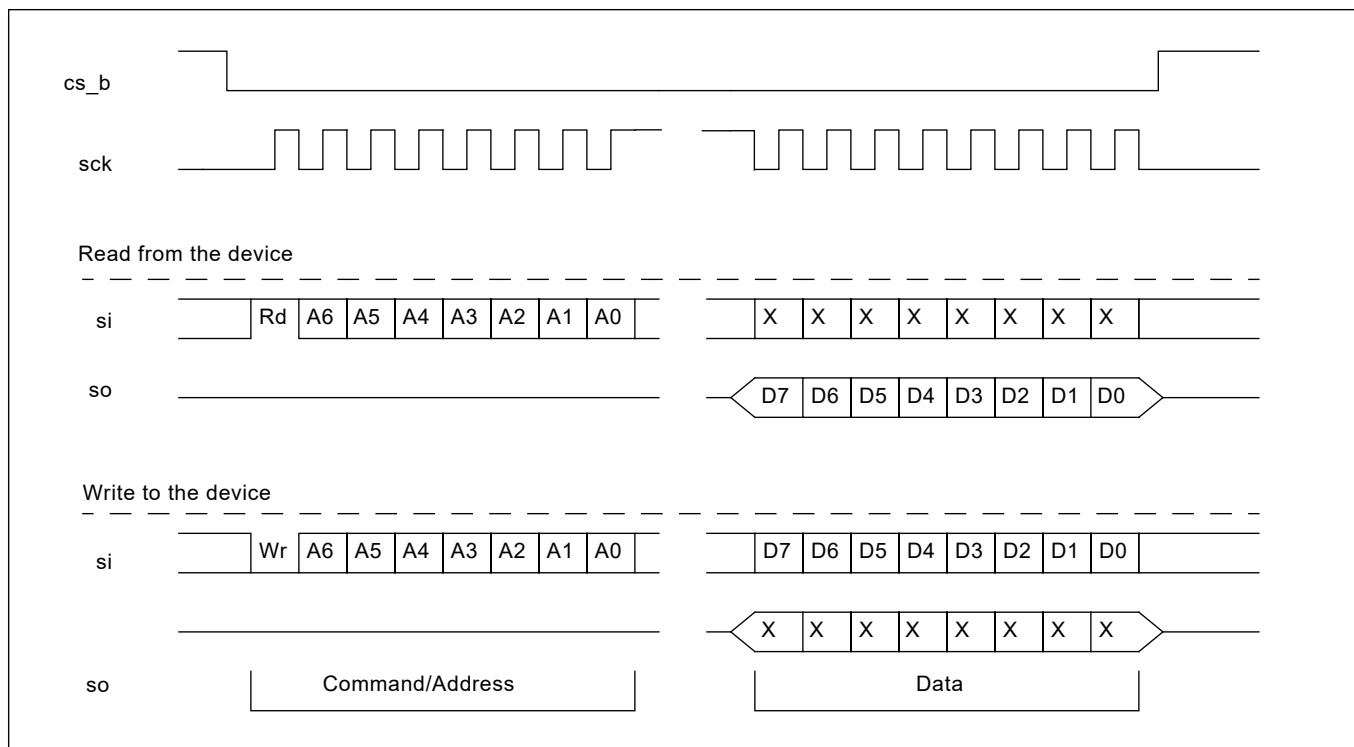 cs_b
sck
Read from the device
si Rd A6 A5 A4 A3 A2 A1 A0 X X X X X X X X
so D7 D6 D5 D4 D3 D2 D1 D0
Write to the device
si Wr A6 A5 A4 A3 A2 A1 A0 D7 D6 D5 D4 D3 D2 D1 D0
X X X X X X X X
so Command/Address Data